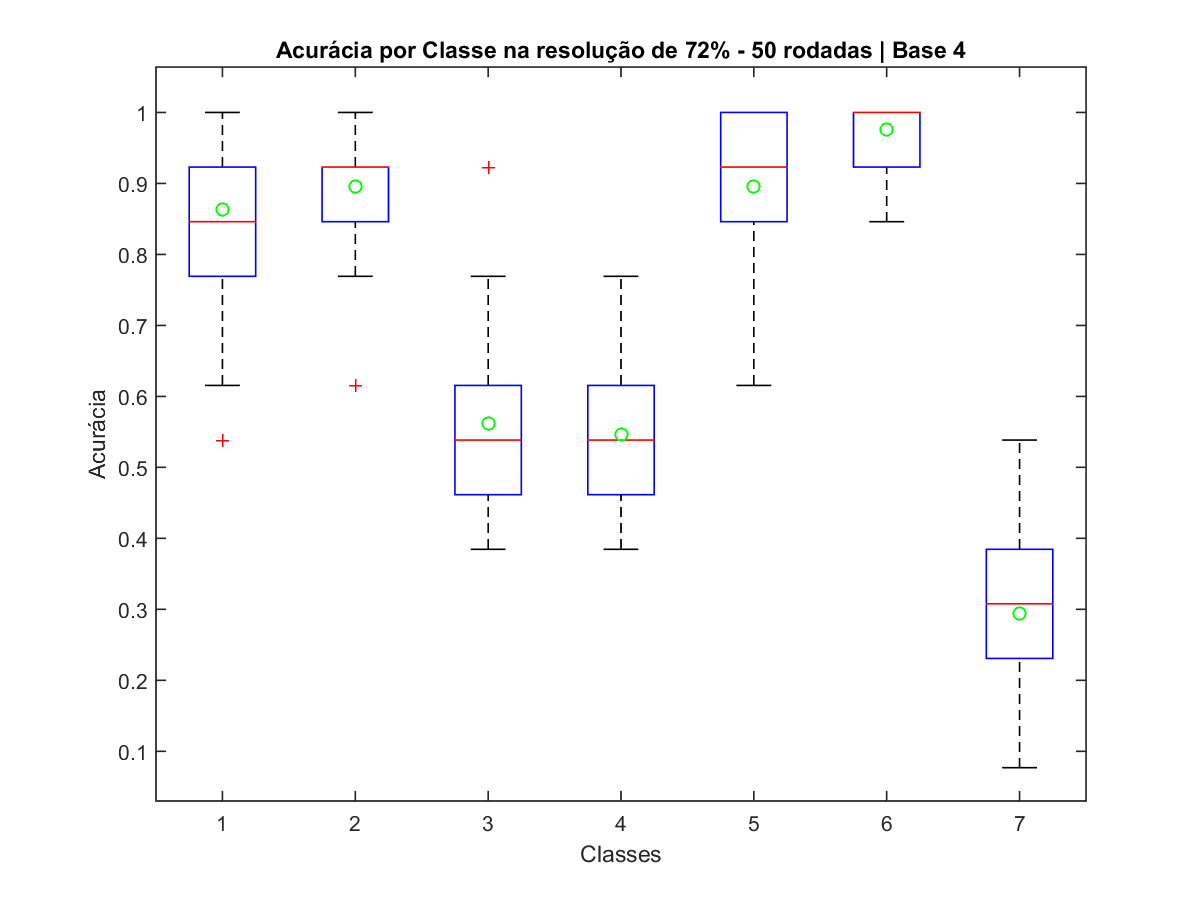 Acurácia por Classe na resolução de 72% - 50 rodadas | Base 4
1
0.9
0.8
0.7
0.6
0.5
0.4
0.3
0.2
0.1
Acurácia
1 2 3 4 5 6 7
Classes